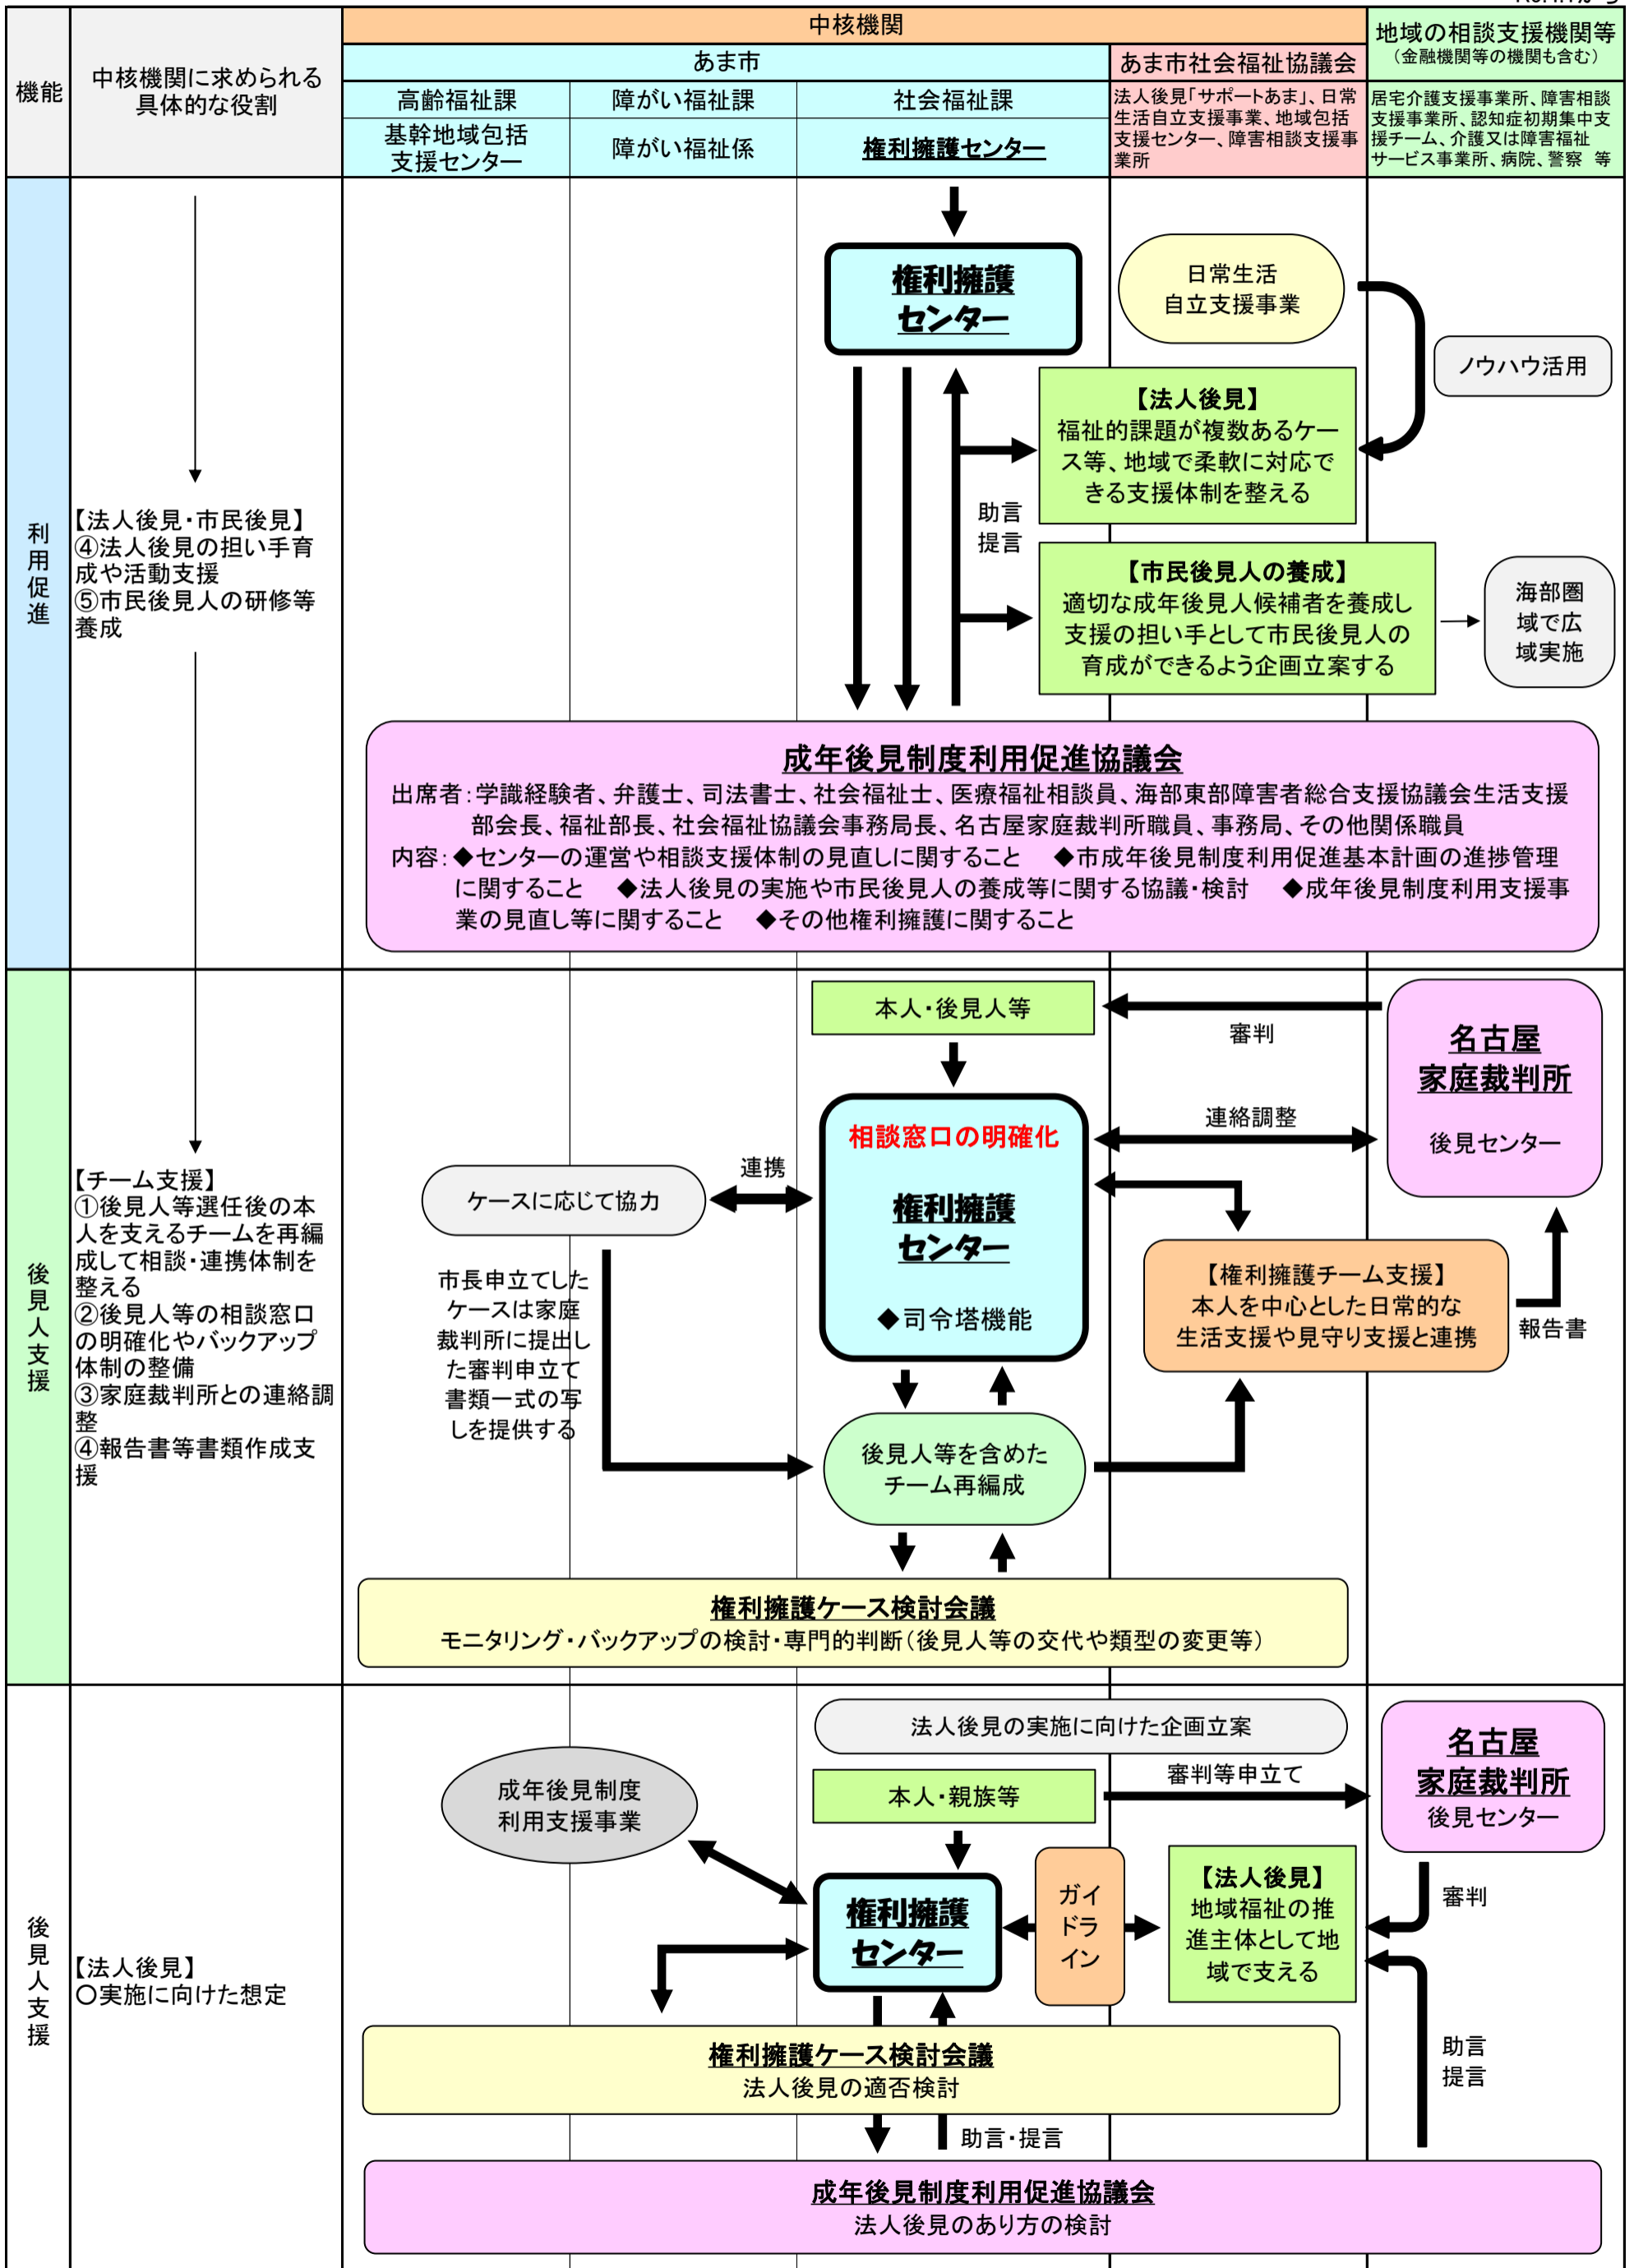 機能
中核機関に求められる
具体的な役割
中核機関
地域の相談支援機関等
（金融機関等の機関も含む）
あま市
あま市社会福祉協議会
高齢福祉課
障がい福祉課
社会福祉課
基幹地域包括
支援センター
障がい福祉係
権利擁護センター
法人後見「サポートあま」、日常
生活自立支援事業、地域包括
支援センター、障害相談支援事
業所
居宅介護支援事業所、障害相談
支援事業所、認知症初期集中支
援チーム、介護又は障害福祉
サービス事業所、病院、警察 等
利用促進
【法人後見・市民後見】
④法人後見の担い手育
成や活動支援
⑤市民後見人の研修等
養成
権利擁護
センター
日常生活
自立支援事業
ノウハウ活用
【法人後見】
福祉的課題が複数あるケー
ス等、地域で柔軟に対応で
きる支援体制を整える
助言
提言
【市民後見人の養成】
適切な成年後見人候補者を養成し
支援の担い手として市民後見人の
育成ができるよう企画立案する
海部圏
域で広
域実施
成年後見制度利用促進協議会
出席者：学識経験者、弁護士、司法書士、社会福祉士、医療福祉相談員、海部東部障害者総合支援協議会生活支援
部会長、福祉部長、社会福祉協議会事務局長、名古屋家庭裁判所職員、事務局、その他関係職員
内容：◆センターの運営や相談支援体制の見直しに関すること ◆市成年後見制度利用促進基本計画の進捗管理
に関すること ◆法人後見の実施や市民後見人の養成等に関する協議・検討 ◆成年後見制度利用支援事
業の見直し等に関すること ◆その他権利擁護に関すること
後見人支援
【チーム支援】
①後見人等選任後の本
人を支えるチームを再編
成して相談・連携体制を
整える
②後見人等の相談窓口
の明確化やバックアップ
体制の整備
③家庭裁判所との連絡調
整
④報告書等書類作成支
援
本人・後見人等
審判
名古屋
家庭裁判所
後見センター
相談窓口の明確化
権利擁護
センター
◆司令塔機能
連絡調整
連携
ケースに応じて協力
市長申立てした
ケースは家庭
裁判所に提出し
た審判申立て
書類一式の写
しを提供する
【権利擁護チーム支援】
本人を中心とした日常的な
生活支援や見守り支援と連携
報告書
後見人等を含めた
チーム再編成
権利擁護ケース検討会議
モニタリング・バックアップの検討・専門的判断（後見人等の交代や類型の変更等）
後見人支援
【法人後見】
〇実施に向けた想定
法人後見の実施に向けた企画立案
成年後見制度
利用支援事業
本人・親族等
審判等申立て
名古屋
家庭裁判所
後見センター
権利擁護
センター
ガイ
ドラ
イン
【法人後見】
地域福祉の推
進主体として地
域で支える
審判
助言
提言
権利擁護ケース検討会議
法人後見の適否検討
助言・提言
成年後見制度利用促進協議会
法人後見のあり方の検討